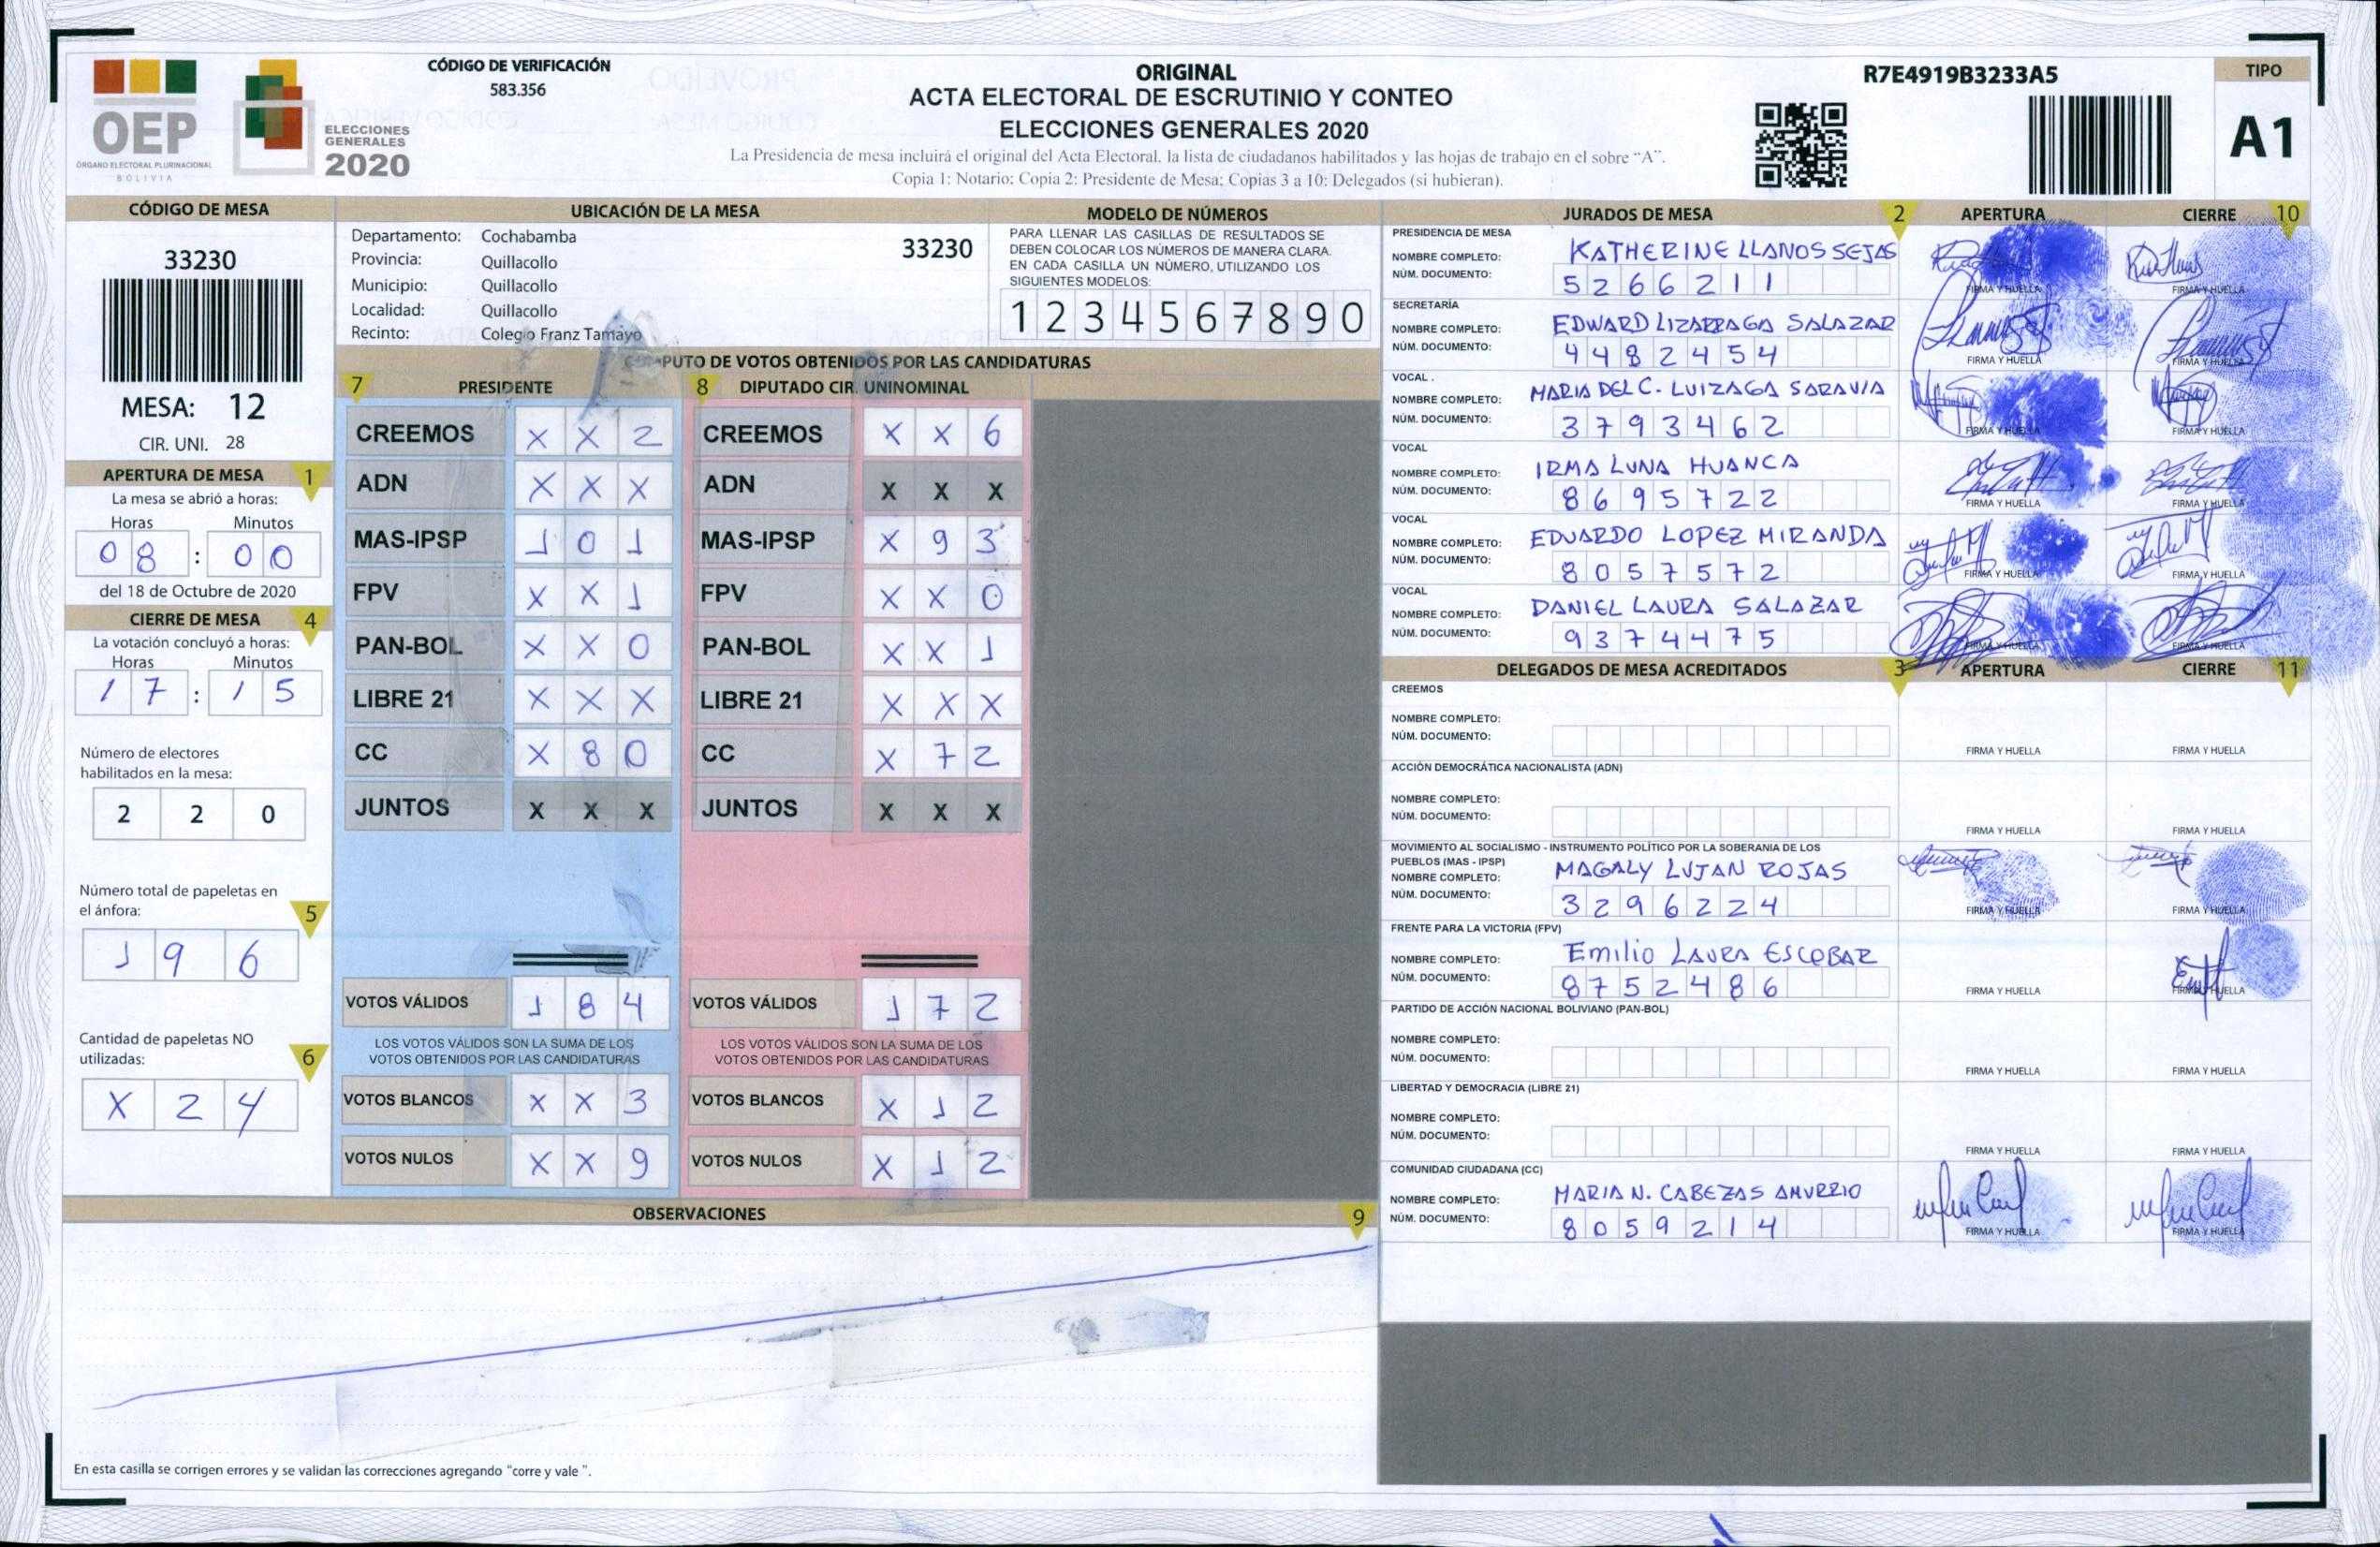 OEP
ÓRGANO ELECTORAL PLURINACIONAL
BOLIVIA
ELECCIONES
GENERALES
2020
CÓDIGO DE VERIFICACIÓN
583.356
ORIGINAL
ACTA ELECTORAL DE ESCRUTINIO Y CONTEO
ELECCIONES GENERALES 2020
La Presidencia de mesa incluirá el original del Acta Electoral, la lista de ciudadanos habilitados y las hojas de trabajo en el sobre "A".
Copia 1: Notario; Copia 2: Presidente de Mesa; Copias 3 a 10: Delegados (si hubieran).
R7E4919B3233A5
TIPO
A1
CÓDIGO DE MESA
33230
MESA: 12
CIR. UNI. 28
APERTURA DE MESA 1
La mesa se abrió a horas:
Horas Minutos
08 : 00
del 18 de Octubre de 2020
CIERRE DE MESA 4
La votación concluyó a horas:
Horas Minutos
17 : 15
Número de electores
habilitados en la mesa:
2 2 0
Número total de papeletas en
el ánfora: 5
1 9 6
Cantidad de papeletas NO
utilizadas: 6
X 2 4
UBICACIÓN DE LA MESA
Departamento: Cochabamba 33230
Provincia: Quillacollo
Municipio: Quillacollo
Localidad: Quillacollo
Recinto: Colegio Franz Tamayo
MODELO DE NÚMEROS
PARA LLENAR LAS CASILLAS DE RESULTADOS SE
DEBEN COLOCAR LOS NÚMEROS DE MANERA CLARA.
EN CADA CASILLA UN NÚMERO, UTILIZANDO LOS
SIGUIENTES MODELOS:
1 2 3 4 5 6 7 8 9 0
CÓMPUTO DE VOTOS OBTENIDOS POR LAS CANDIDATURAS
7 PRESIDENTE 8 DIPUTADO CIR. UNINOMINAL
CREEMOS X X 2 CREEMOS X X 6
ADN X X X ADN X X X
MAS-IPSP 1 0 1 MAS-IPSP X 9 3
FPV X X 1 FPV X X 0
PAN-BOL X X 0 PAN-BOL X X 1
LIBRE 21 X X X LIBRE 21 X X X
CC X 8 0 CC X 7 2
JUNTOS X X X JUNTOS X X X
VOTOS VÁLIDOS 1 8 4 VOTOS VÁLIDOS 1 7 2
LOS VOTOS VÁLIDOS SON LA SUMA DE LOS LOS VOTOS VÁLIDOS SON LA SUMA DE LOS
VOTOS OBTENIDOS POR LAS CANDIDATURAS VOTOS OBTENIDOS POR LAS CANDIDATURAS
VOTOS BLANCOS X X 3 VOTOS BLANCOS X 1 2
VOTOS NULOS X X 9 VOTOS NULOS X 1 2
OBSERVACIONES 9
En esta casilla se corrigen errores y se validan las correcciones agregando "corre y vale".
JURADOS DE MESA 2 APERTURA CIERRE 10
PRESIDENCIA DE MESA
NOMBRE COMPLETO: KATHERINE LLANOS SEJAS
NÚM. DOCUMENTO: 5266211 FIRMA Y HUELLA FIRMA Y HUELLA
SECRETARÍA
NOMBRE COMPLETO: EDWARD LIZARRAGA SALAZAR
NÚM. DOCUMENTO: 4482454 FIRMA Y HUELLA FIRMA Y HUELLA
VOCAL .
NOMBRE COMPLETO: MARIA DEL C. LUIZAGA SARAVIA
NÚM. DOCUMENTO: 3793462 FIRMA Y HUELLA FIRMA Y HUELLA
VOCAL
NOMBRE COMPLETO: IRMA LUNA HUANCA
NÚM. DOCUMENTO: 8695722 FIRMA Y HUELLA FIRMA Y HUELLA
VOCAL
NOMBRE COMPLETO: EDUARDO LOPEZ MIRANDA
NÚM. DOCUMENTO: 8057572 FIRMA Y HUELLA FIRMA Y HUELLA
VOCAL
NOMBRE COMPLETO: DANIEL LAURA SALAZAR
NÚM. DOCUMENTO: 9374475 FIRMA Y HUELLA FIRMA Y HUELLA
DELEGADOS DE MESA ACREDITADOS 3 APERTURA CIERRE 11
CREEMOS
NOMBRE COMPLETO:
NÚM. DOCUMENTO: FIRMA Y HUELLA FIRMA Y HUELLA
ACCIÓN DEMOCRÁTICA NACIONALISTA (ADN)
NOMBRE COMPLETO:
NÚM. DOCUMENTO: FIRMA Y HUELLA FIRMA Y HUELLA
MOVIMIENTO AL SOCIALISMO - INSTRUMENTO POLÍTICO POR LA SOBERANIA DE LOS
PUEBLOS (MAS - IPSP)
NOMBRE COMPLETO: MAGALY LUJAN ROJAS
NÚM. DOCUMENTO: 3296224 FIRMA Y HUELLA FIRMA Y HUELLA
FRENTE PARA LA VICTORIA (FPV)
NOMBRE COMPLETO: Emilio LAURA ESCOBAR
NÚM. DOCUMENTO: 8752486 FIRMA Y HUELLA FIRMA Y HUELLA
PARTIDO DE ACCIÓN NACIONAL BOLIVIANO (PAN-BOL)
NOMBRE COMPLETO:
NÚM. DOCUMENTO: FIRMA Y HUELLA FIRMA Y HUELLA
LIBERTAD Y DEMOCRACIA (LIBRE 21)
NOMBRE COMPLETO:
NÚM. DOCUMENTO: FIRMA Y HUELLA FIRMA Y HUELLA
COMUNIDAD CIUDADANA (CC)
NOMBRE COMPLETO: MARIA N. CABEZAS
NÚM. DOCUMENTO: 8059214 FIRMA Y HUELLA FIRMA Y HUELLA